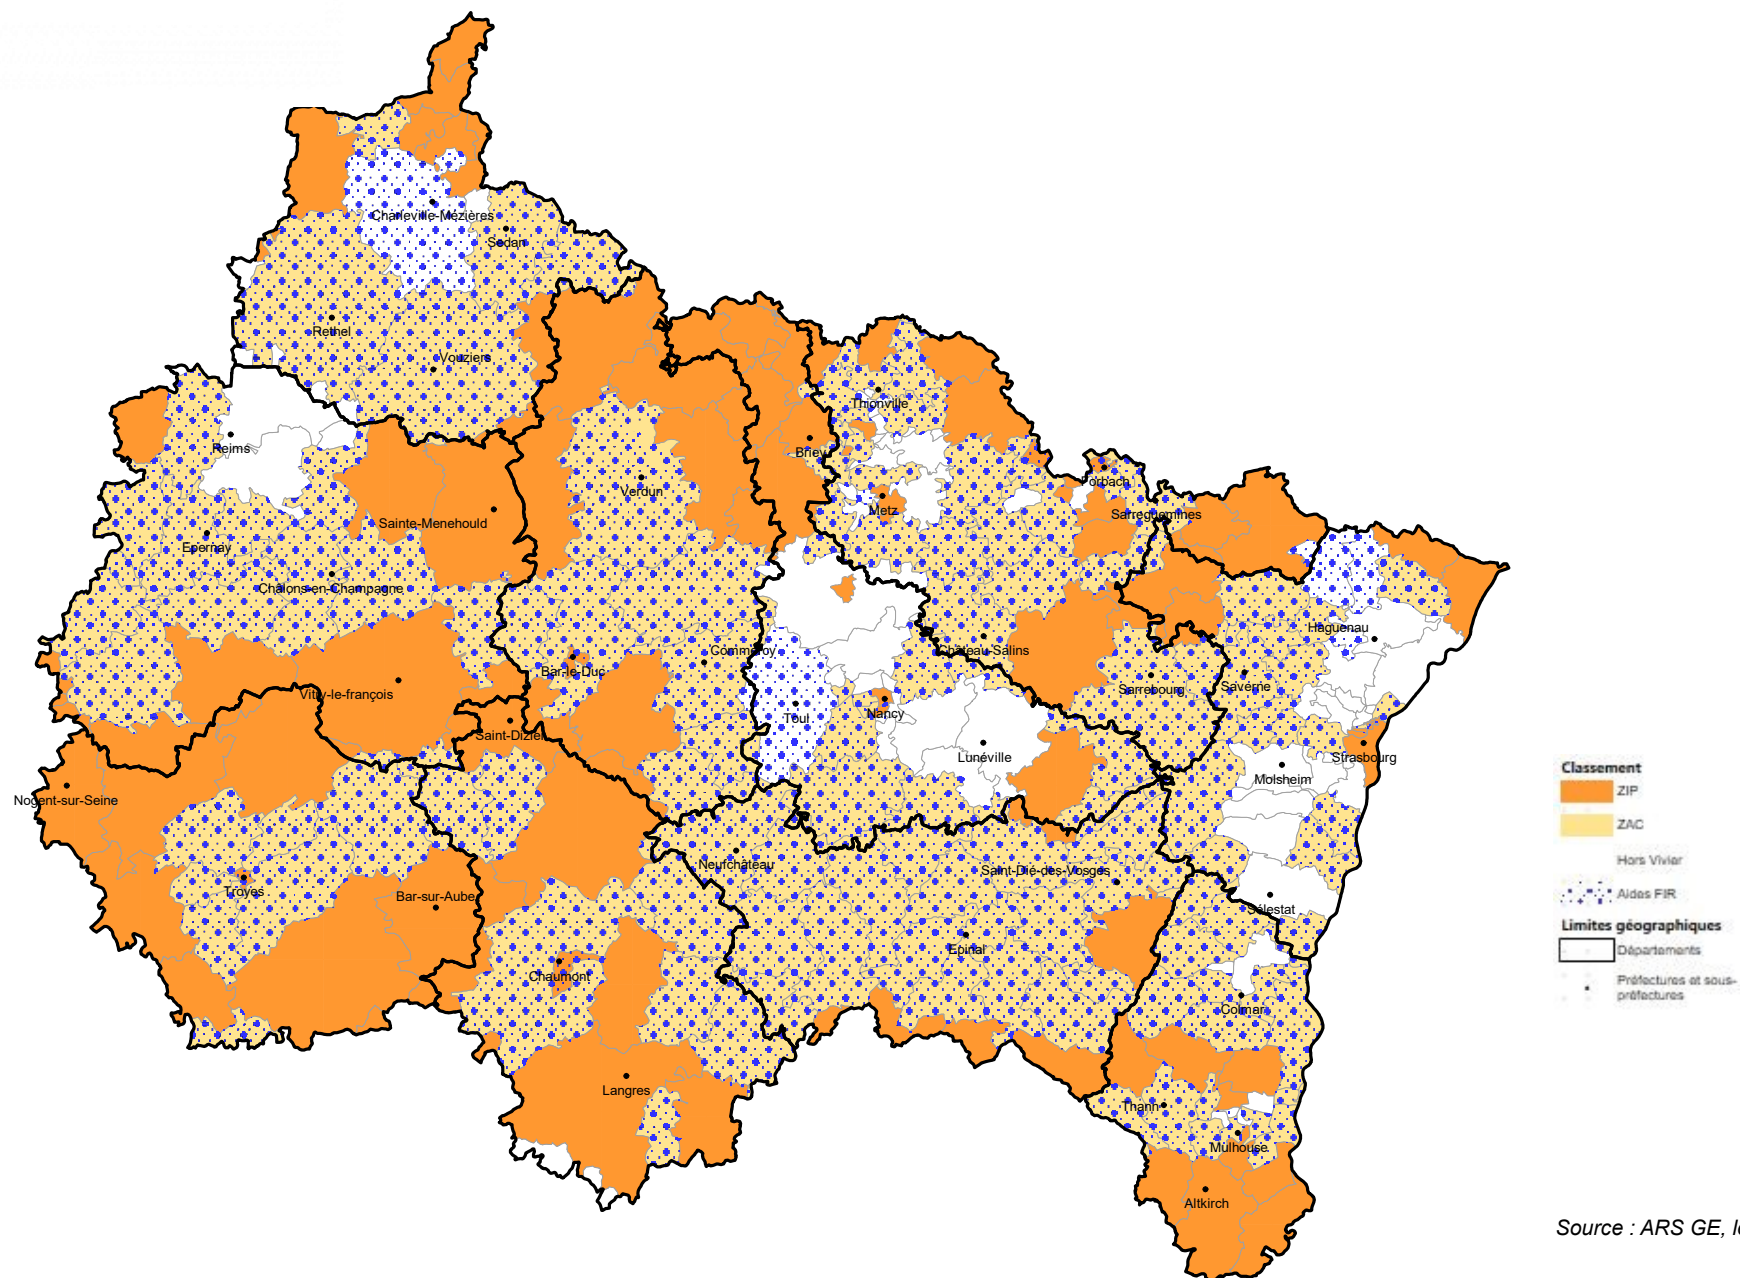 Charleville-Mézières
Sedan
Rethel
Vouziers
Reims
Thionville
Briey
Forbach
Verdun
Metz
Sarreguemines
Sainte-Menehould
Epernay
Châlons-en-Champagne
Haguenau
Commercy
Château-Salins
Bar-le-Duc
Vitry-le-françois
Sarrebourg
Saverne
Toul
Nancy
Saint-Dizier
Lunéville
Strasbourg
Molsheim
Nogent-sur-Seine
Neufchâteau
Saint-Dié-des-Vosges
Troyes
Bar-sur-Aube
Sélestat
Epinal
Chaumont
Colmar
Langres
Thann
Mulhouse
Altkirch
Classement
ZIP
ZAC
Hors Vivier
Aides FIR
Limites géographiques
Départements
Préfectures et sous-
préfectures
Source : ARS GE, le